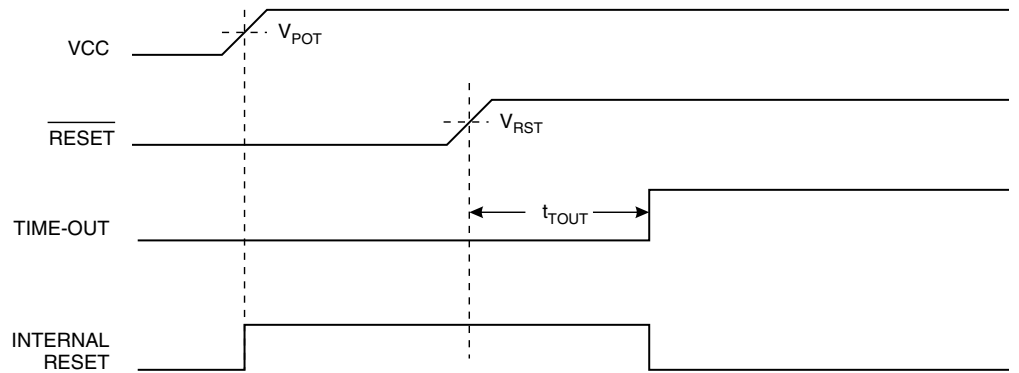 VCC
VPOT
RESET
VRST
tTOUT
TIME-OUT
INTERNAL
RESET